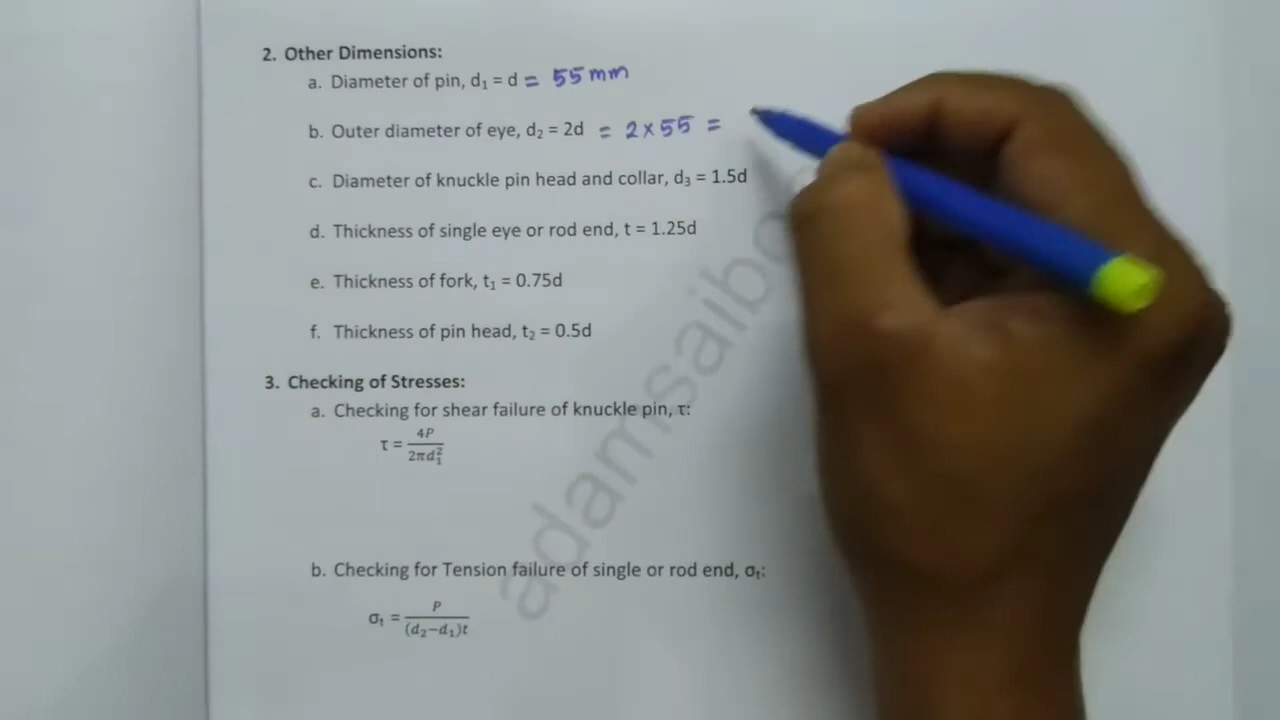 2. Other Dimensions:
a. Diameter of pin, d₁ = d = 55 mm
b. Outer diameter of eye, d₂ = 2d = 2 × 55 =
c. Diameter of knuckle pin head and collar, d₃ = 1.5d
d. Thickness of single eye or rod end, t = 1.25d
e. Thickness of fork, t₁ = 0.75d
f. Thickness of pin head, t₂ = 0.5d
3. Checking of Stresses:
a. Checking for shear failure of knuckle pin, τ:
τ = 4P / 2πd₁²
b. Checking for Tension failure of single or rod end, σₜ:
σₜ = P / (d₂−d₁)t